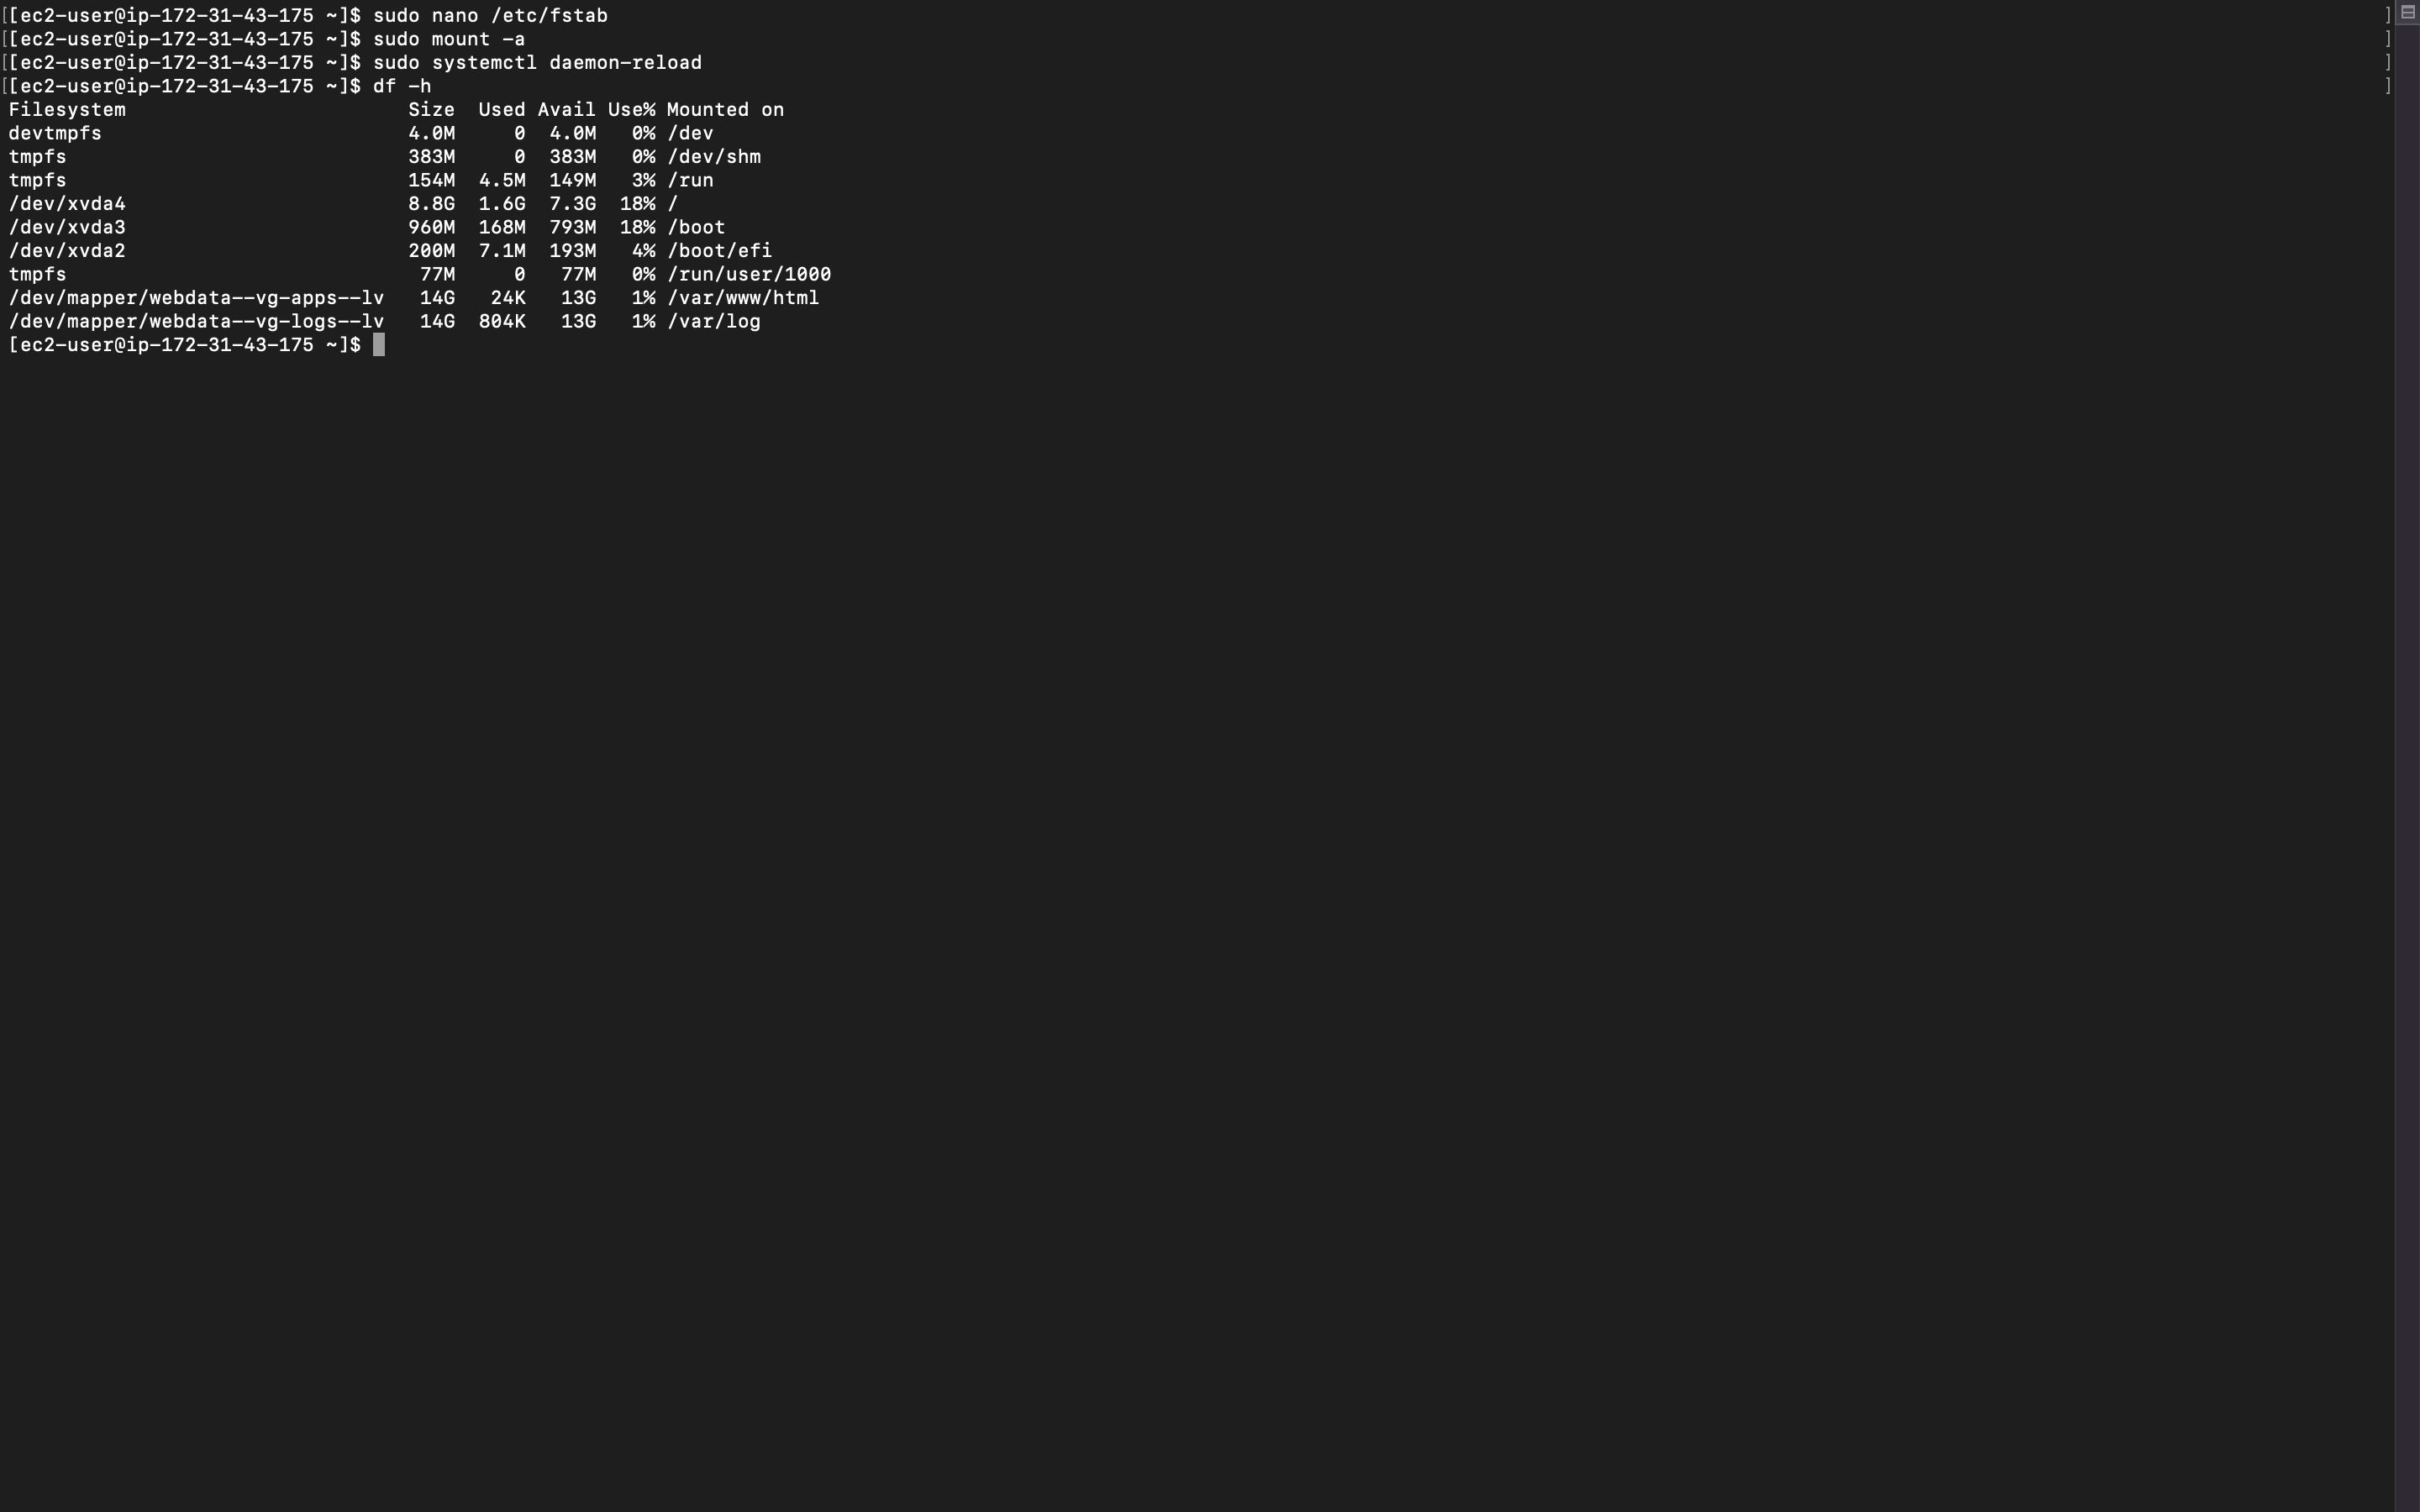 [[ec2-user@ip-172-31-43-175 ~]$ sudo nano /etc/fstab ]
[[ec2-user@ip-172-31-43-175 ~]$ sudo mount -a ]
[[ec2-user@ip-172-31-43-175 ~]$ sudo systemctl daemon-reload ]
[[ec2-user@ip-172-31-43-175 ~]$ df -h ]
Filesystem                        Size  Used Avail Use% Mounted on
devtmpfs                          4.0M     0  4.0M   0% /dev
tmpfs                             383M     0  383M   0% /dev/shm
tmpfs                             154M  4.5M  149M   3% /run
/dev/xvda4                        8.8G  1.6G  7.3G  18% /
/dev/xvda3                        960M  168M  793M  18% /boot
/dev/xvda2                        200M  7.1M  193M   4% /boot/efi
tmpfs                              77M     0   77M   0% /run/user/1000
/dev/mapper/webdata--vg-apps--lv   14G   24K   13G   1% /var/www/html
/dev/mapper/webdata--vg-logs--lv   14G  804K   13G   1% /var/log
[ec2-user@ip-172-31-43-175 ~]$